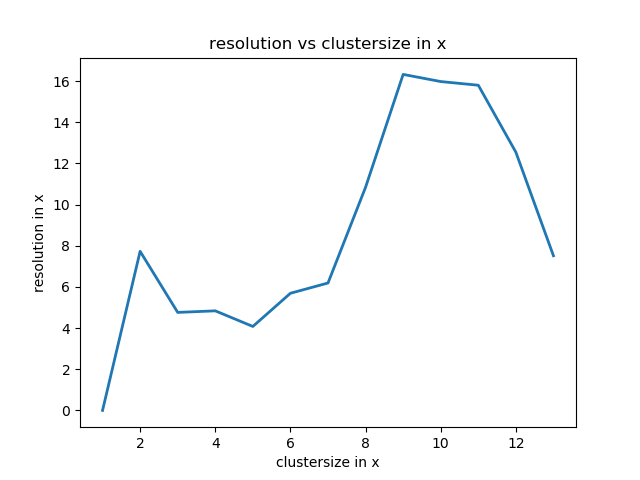 resolution vs clustersize in x
resolution in x
16
14
12
10
8
6
4
2
0
2 4 6 8 10 12
clustersize in x